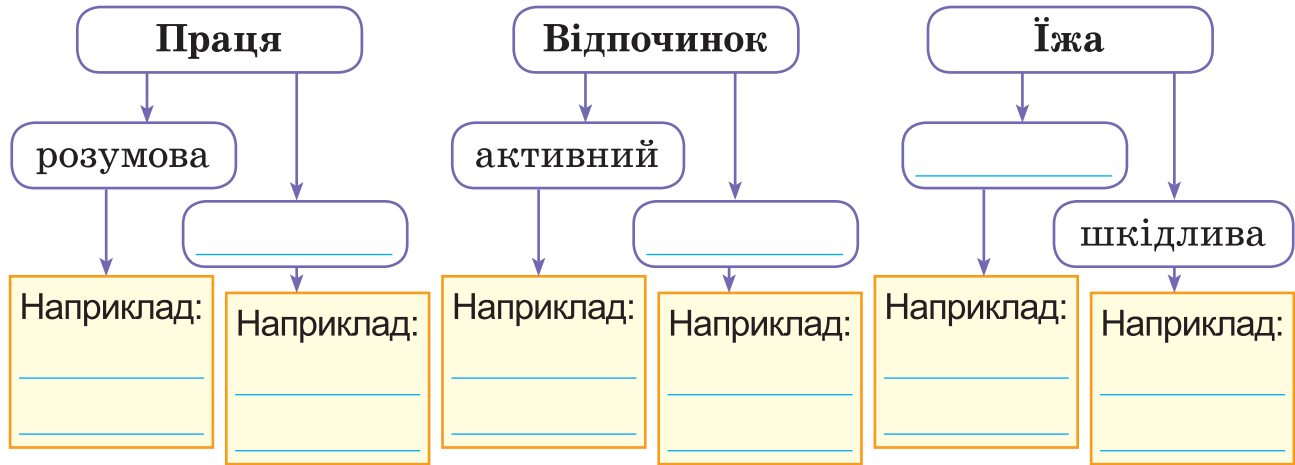 Праця
Відпочинок
Їжа
розумова
активний
шкідлива
Наприклад:
Наприклад:
Наприклад:
Наприклад:
Наприклад:
Наприклад: